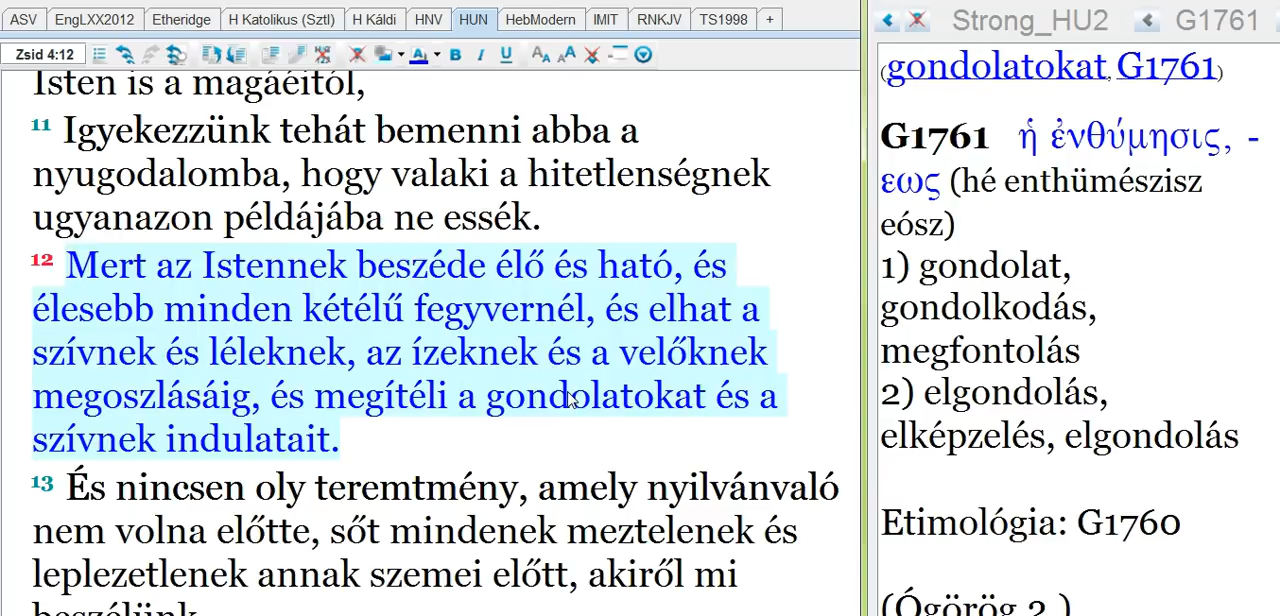 ASV EngLXX2012 Etheridge H Katolikus (Sztl) H Káldi HNV HUN HebModern IMIT RNKJV TS1998 +
Zsid 4:12
Isten is a magáéitól,
11 Igyekezzünk tehát bemenni abba a
nyugodalomba, hogy valaki a hitetlenségnek
ugyanazon példájába ne essék.
12 Mert az Istennek beszéde élő és ható, és
élesebb minden kétélű fegyvernél, és elhat a
szívnek és léleknek, az ízeknek és a velőknek
megoszlásáig, és megítéli a gondolatokat és a
szívnek indulatait.
13 És nincsen oly teremtmény, amely nyilvánvaló
nem volna előtte, sőt mindenek meztelenek és
leplezetlenek annak szemei előtt, akiről mi
beszélünk.
Strong_HU2 G1761
(gondolatokat, G1761)
G1761 ἡ ἐνθύμησις, -
εως (hé enthümészisz
eósz)
1) gondolat,
gondolkodás,
megfontolás
2) elgondolás,
elképzelés, elgondolás
Etimológia: G1760
(Ógörög 2.)